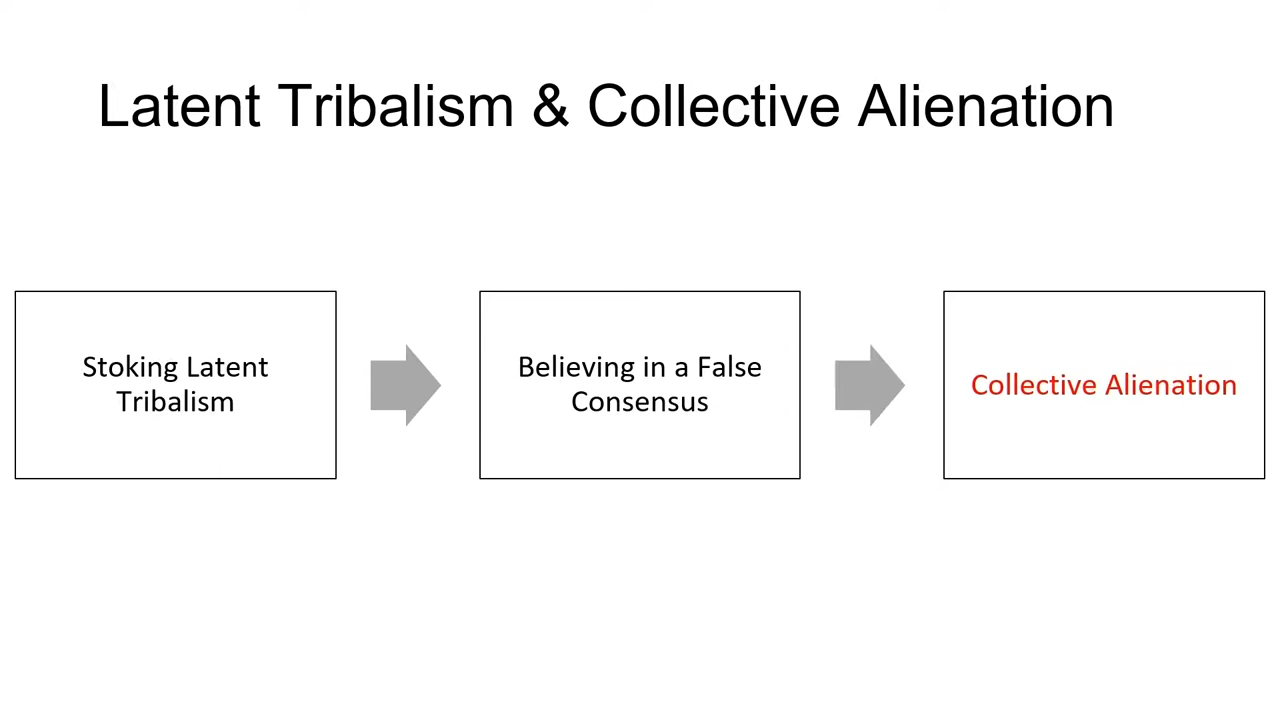 Latent Tribalism & Collective Alienation
Stoking Latent
Tribalism
Believing in a False
Consensus
Collective Alienation